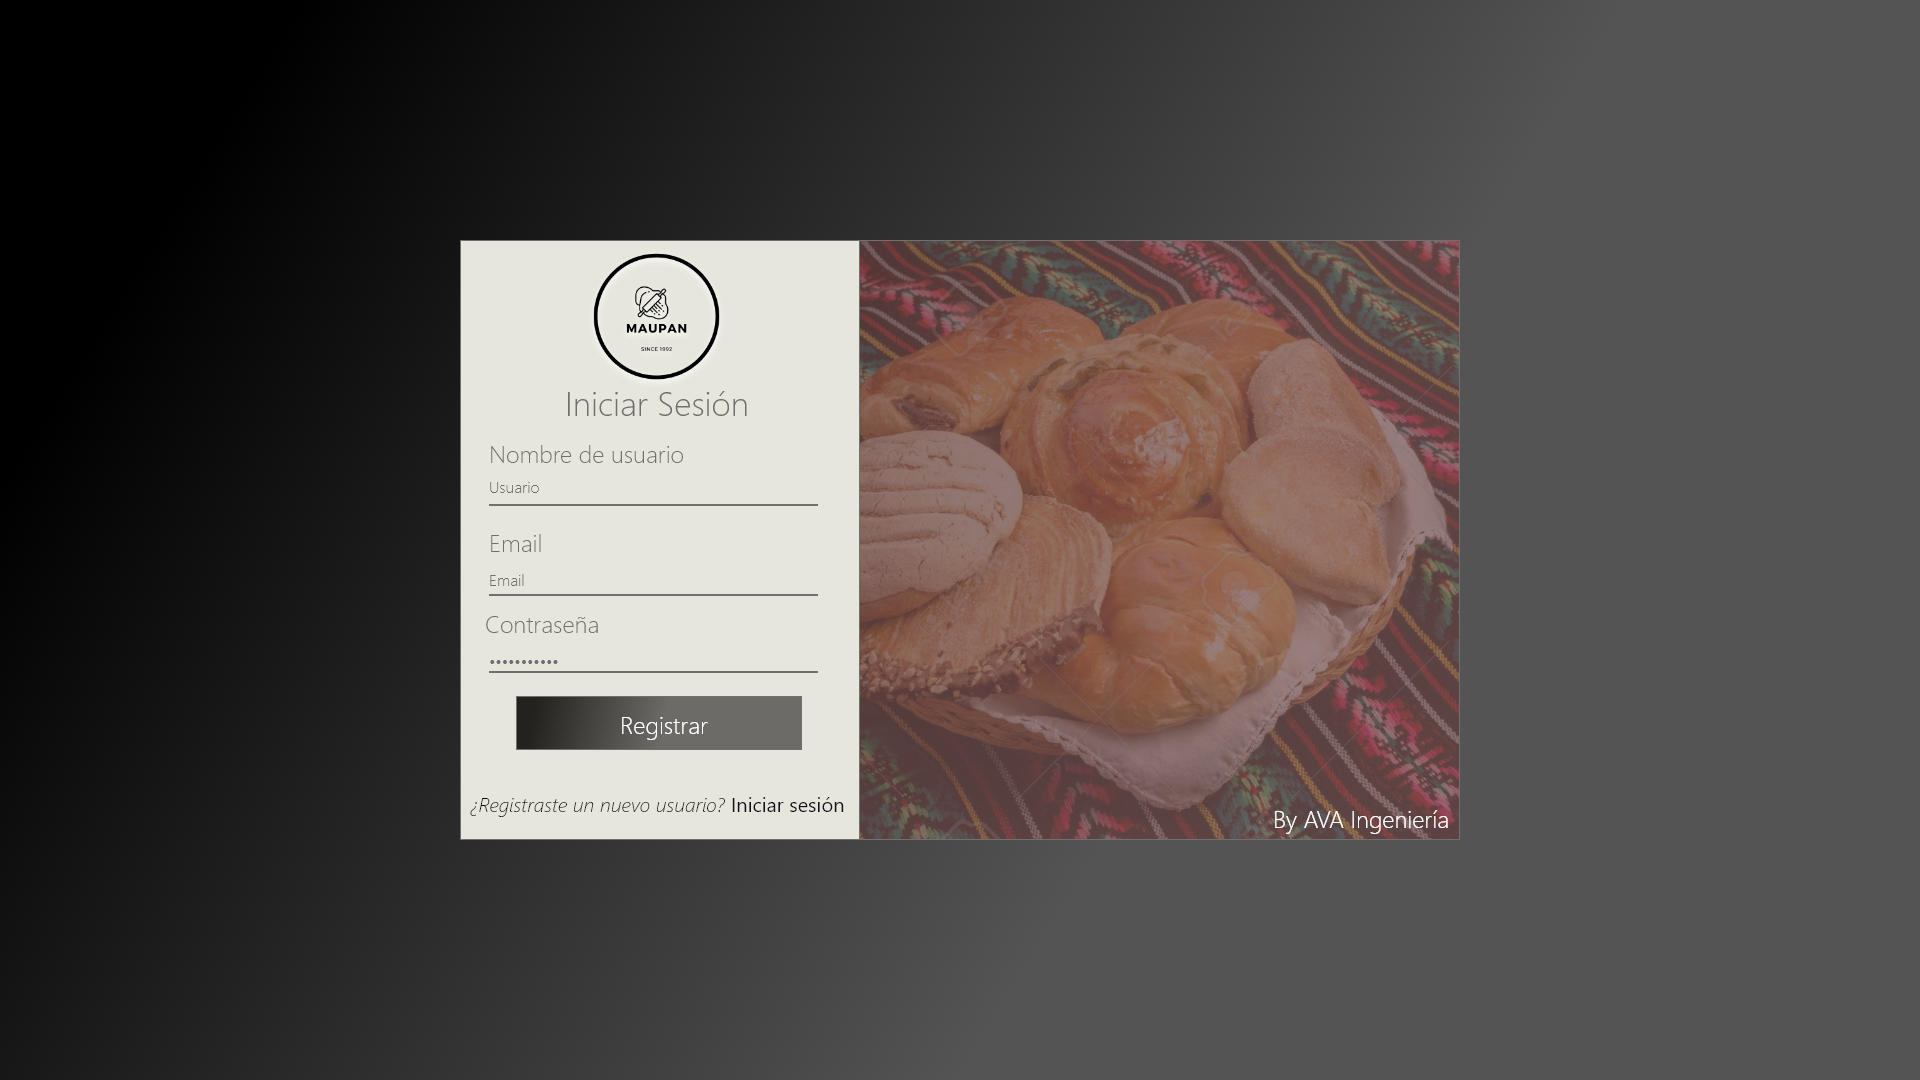 MAUPAN
SINCE 1992
Iniciar Sesión
Nombre de usuario
Usuario
Email
Email
Contraseña
•••••••••••
Registrar
¿Registraste un nuevo usuario? Iniciar sesión
By AVA Ingeniería